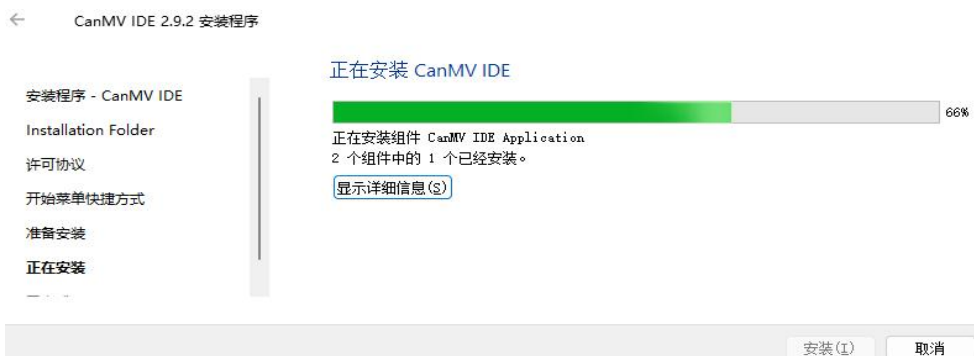 CanMV IDE 2.9.2 安装程序
安装程序 - CanMV IDE
Installation Folder
许可协议
开始菜单快捷方式
准备安装
正在安装
正在安装 CanMV IDE
66%
正在安装组件 CanMV IDE Application
2 个组件中的 1 个已经安装。
显示详细信息(S)
安装(I)
取消